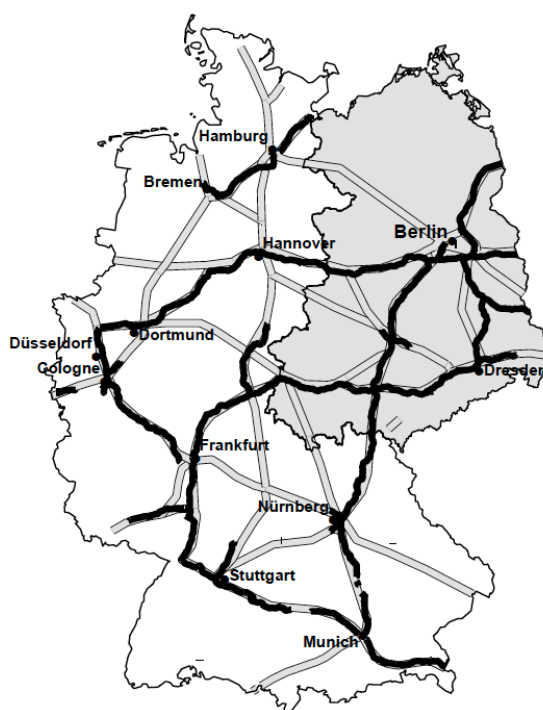 Hamburg
Bremen
Berlin
Hannover
Düsseldorf
Dortmund
Cologne
Dresden
Frankfurt
Nürnberg
Stuttgart
Munich